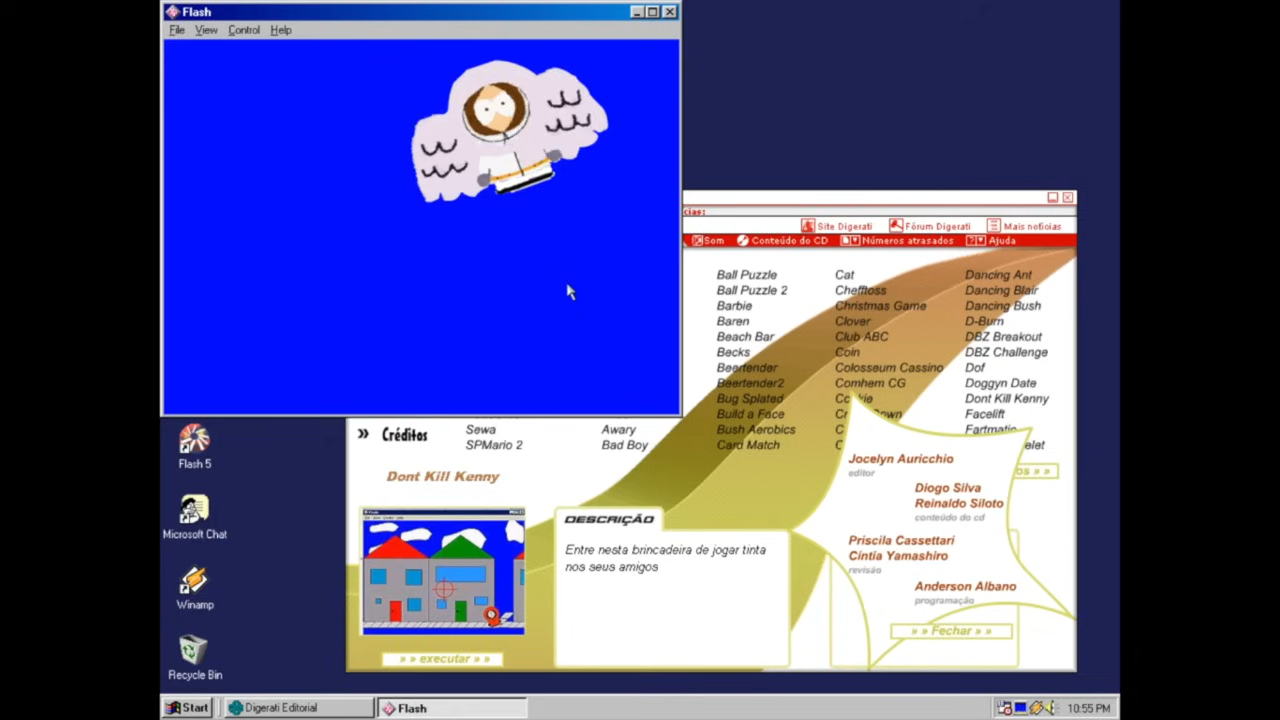 Flash
File View Control Help
cias:
Site Digerati Fórum Digerati Mais notícias
Som Conteúdo do CD Números atrasados Ajuda
Ball Puzzle Cat Dancing Ant
Ball Puzzle 2 Chefftoss Dancing Blair
Barbie Christmas Game Dancing Bush
Baren Clover D-Burn
Beach Bar Club ABC DBZ Breakout
Becks Coin DBZ Challenge
Beertender Colosseum Cassino Dof
Beertender2 Comhem CG Doggyn Date
Bug Splated Dont Kill Kenny
Build a Face Facelift
Sewa Awary Bush Aerobics Fartmatic
SPMario 2 Bad Boy Card Match
» Créditos
Dont Kill Kenny
» » executar » »
DESCRIÇÃO
Entre nesta brincadeira de jogar tinta
nos seus amigos
Jocelyn Auricchio
editor
Diogo Silva
Reinaldo Siloto
conteúdo do cd
Priscila Cassettari
Cíntia Yamashiro
revisão
Anderson Albano
programação
» » Fechar » »
os » »
Flash 5
Microsoft Chat
Winamp
Recycle Bin
Start Digerati Editorial Flash 10:55 PM